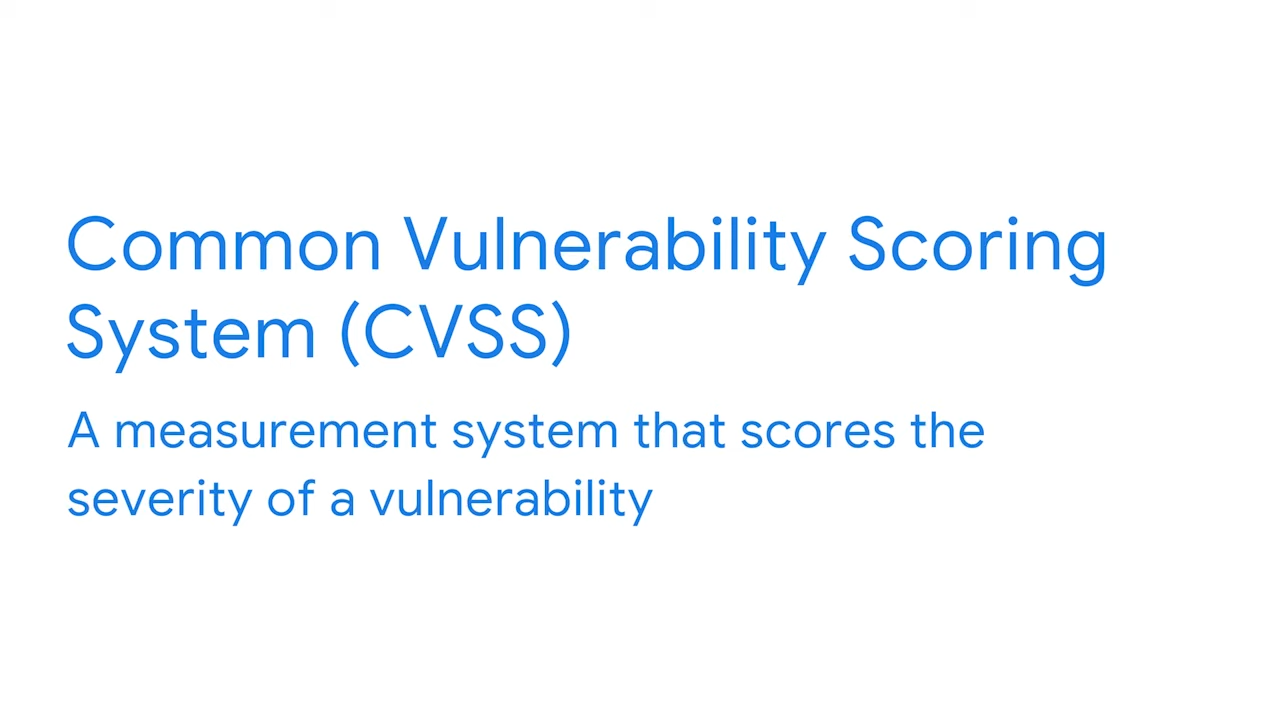 Common Vulnerability Scoring
System (CVSS)
A measurement system that scores the
severity of a vulnerability